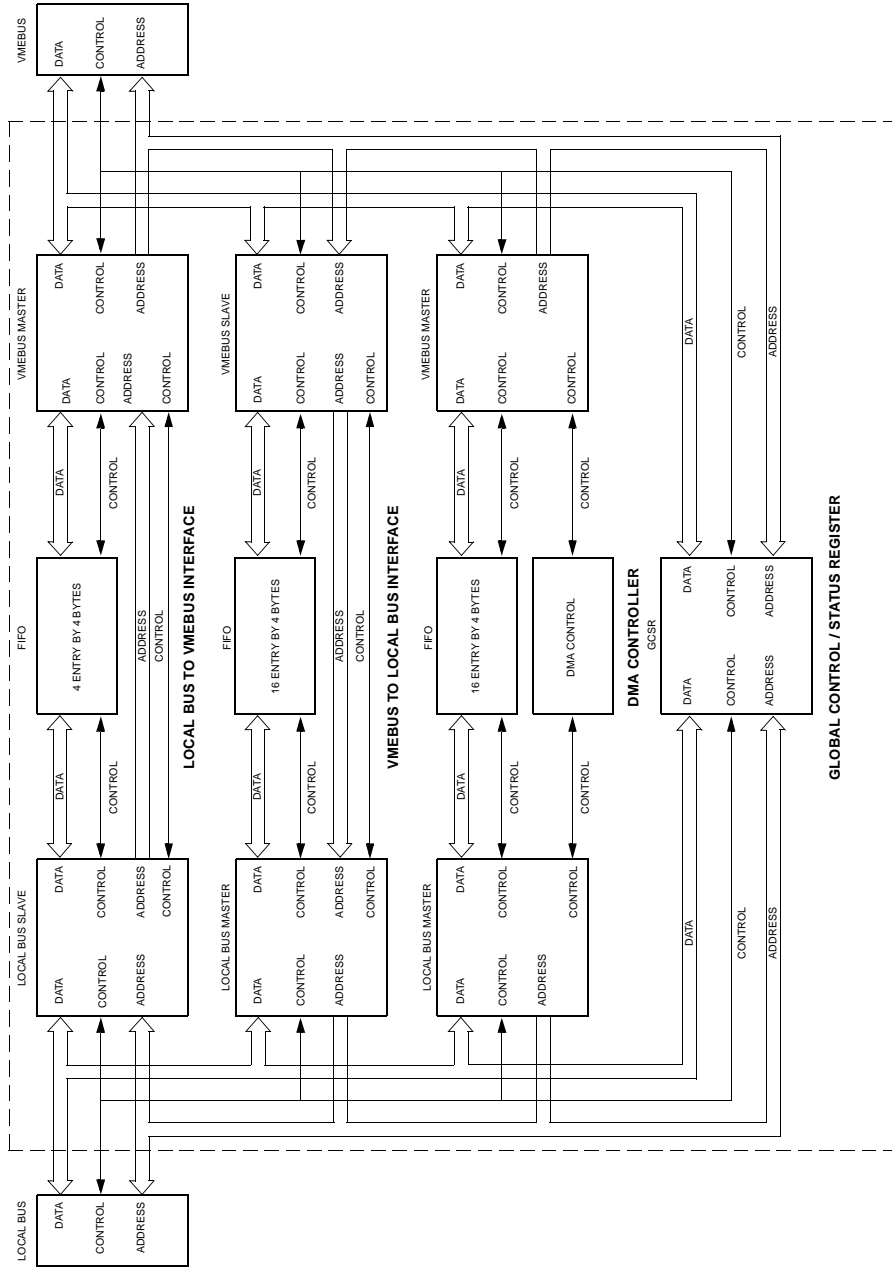 LOCAL BUS LOCAL BUS SLAVE FIFO VMEBUS MASTER VMEBUS
DATA DATA DATA DATA 4 ENTRY BY 4 BYTES DATA DATA DATA DATA
CONTROL CONTROL CONTROL CONTROL CONTROL CONTROL CONTROL CONTROL
ADDRESS ADDRESS ADDRESS ADDRESS ADDRESS ADDRESS ADDRESS
CONTROL CONTROL CONTROL
LOCAL BUS TO VMEBUS INTERFACE
LOCAL BUS MASTER FIFO VMEBUS SLAVE
DATA DATA DATA 16 ENTRY BY 4 BYTES DATA DATA DATA
CONTROL CONTROL CONTROL CONTROL CONTROL CONTROL
ADDRESS ADDRESS ADDRESS ADDRESS ADDRESS
CONTROL CONTROL CONTROL
VMEBUS TO LOCAL BUS INTERFACE
LOCAL BUS MASTER FIFO VMEBUS MASTER
DATA DATA DATA 16 ENTRY BY 4 BYTES DATA DATA DATA
CONTROL CONTROL CONTROL CONTROL CONTROL CONTROL
ADDRESS ADDRESS
CONTROL CONTROL DMA CONTROL CONTROL CONTROL
DMA CONTROLLER
GCSR
DATA DATA DATA DATA
CONTROL CONTROL CONTROL CONTROL
ADDRESS ADDRESS ADDRESS ADDRESS
GLOBAL CONTROL / STATUS REGISTER